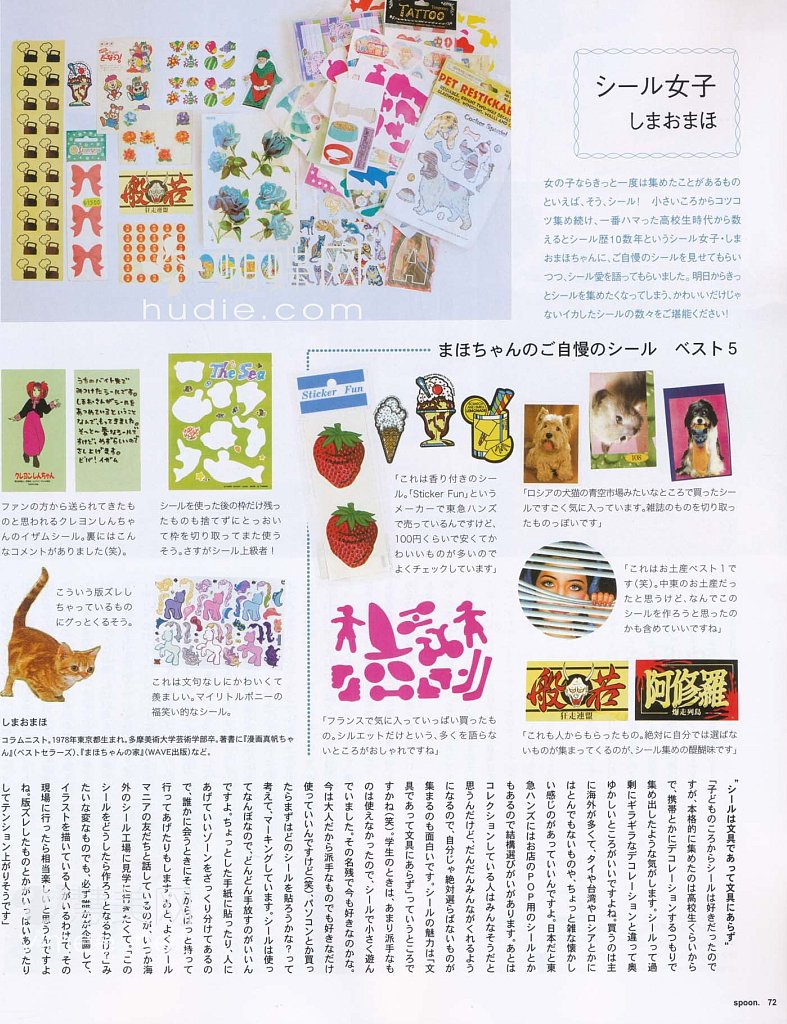 TATTOO
PET RESTICKABLES
般若
狂走連盟
hudie.com
シール女子
しまおまほ
女の子ならきっと一度は集めたことがあるもの
といえば、そう、シール! 小さいころからコツコ
ツ集め続け、一番ハマった高校生時代から数
えるとシール歴10数年というシール女子・しま
おまほちゃんに、ご自慢のシールを見せてもらい
つつ、シール愛を語ってもらいました。明日からきっ
とシールを集めたくなってしまう、かわいいだけじゃ
ないイカしたシールの数々をご堪能ください!
クレヨンしんちゃん
うちのバイト先で
みつけたシールです。
しまおさんがシールを
あつめているということ
なんで、もってきました。
ファンの方から送られてきたも
のと思われるクレヨンしんちゃ
んのイザムシール。裏にはこん
なコメントがありました(笑)。
The Sea
シールを使った後の枠だけ残っ
たものも捨てずにとっおい
て枠を切り取ってまた使う
そう。さすがシール上級者!
こういう版ズレし
ちゃっているもの
にグッとくるそう。
これは文句なしにかわいくて
羨ましい。マイリトルポニーの
福笑い的なシール。
しまおまほ
コラムニスト。1978年東京都生まれ。多摩美術大学芸術学部卒。著書に『漫画真帆ちゃ
ん』(ベストセラーズ)、『まほちゃんの家』(WAVE出版)など。
まほちゃんのご自慢のシール ベスト5
Sticker Fun
「これは香り付きのシー
ル。「Sticker Fun」という
メーカーで東急ハンズ
で売っているんですけど、
100円くらいで安くてか
わいいものが多いので
よくチェックしています」
108
「ロシアの犬猫の青空市場みたいなところで買ったシー
ルですごく気に入っています。雑誌のものを切り取っ
たものっぽいです」
「これはお土産ベスト1で
す(笑)。中東のお土産だっ
たと思うけど、なんでこの
シールを作ろうと思ったの
かも含めていいですね」
「フランスで気に入っていっぱい買ったも
の。シルエットだけという、多くを語らな
いところがおしゃれですね」
般若
狂走連盟
阿修羅
爆走列島
「これも人からもらったもの。絶対に自分では選ばな
いものが集まってくるのが、シール集めの醍醐味です」
“シールは文具であって文具にあらず”
「子どものころからシールは好きだったので
すが、本格的に集めたのは高校生くらいから
で、携帯とかにデコレーションするつもりで
集め出したような気がします。シールって過
剰にギラギラなデコレーションと違って奥
ゆかしいところがいいですよね。買うのは主
に海外が多くて、タイや台湾やロシアとかに
はとんでもないものや、ちょっと雑な懐かし
い感じのがあっていいんですよ。日本だと東
急ハンズにはお店のPOP用のシールとか
もあるので結構選びがいがあります。あとは
コレクションしている人はみんなそうだと
思うんだけど、だんだんみんながくれるよう
になるので、自分じゃ絶対選らばないものが
集まるのも面白いです。シールの魅力は「文
具であって文具にあらず」っていうところで
すかね(笑)。学生のときは、あまり派手なも
のは使えなかったので、シールで小さく遊ん
でいました。その名残で今も好きなのかな。
今は大人だから派手なものでも好きなだけ
使っていいんですけど(笑)。パソコンとか買っ
たらまずはどのシールを貼ろうかな?って
考えて、マーキングしています。シールは使っ
てなんぼなので、どんどん手放すのがいいん
ですよ。ちょっとした手紙に貼ったり、人に
あげていいゾーンをざっくり分けてあるの
で、誰かに会うときにそこからばっと持って
行ってあげたりもします。あと、よくシール
マニアの友だちと話しているのが、いつか海
外のシール工場に見学に行きたくて。「この
シールをどうしたら作ろうとなるわけ?」み
たいな変なものでも、必ず誰かが企画して、
イラストを描いている人がいるわけで、その
現場に行ったら相当楽しいと思うんですよ
ね。版ズレしたものとかがいっぱいあったり
してテンション上がりそうです」
spoon. 72